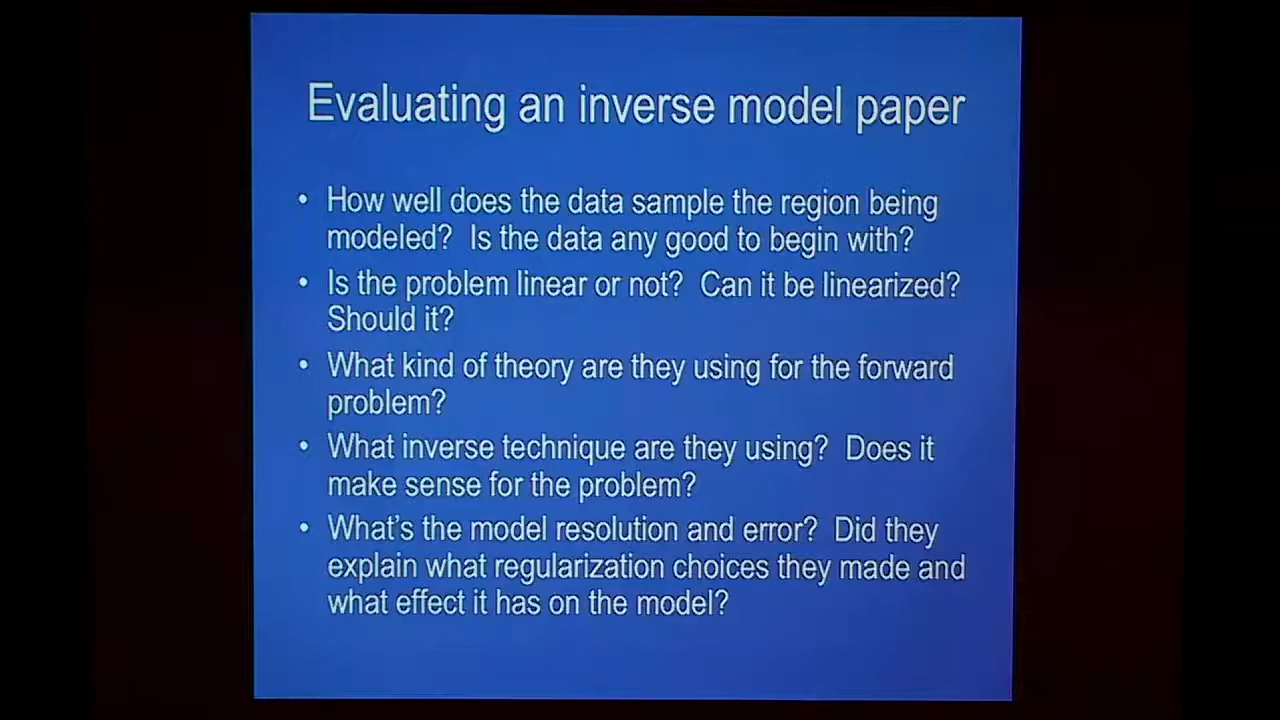 Evaluating an inverse model paper
• How well does the data sample the region being
modeled? Is the data any good to begin with?
• Is the problem linear or not? Can it be linearized?
Should it?
• What kind of theory are they using for the forward
problem?
• What inverse technique are they using? Does it
make sense for the problem?
• What's the model resolution and error? Did they
explain what regularization choices they made and
what effect it has on the model?